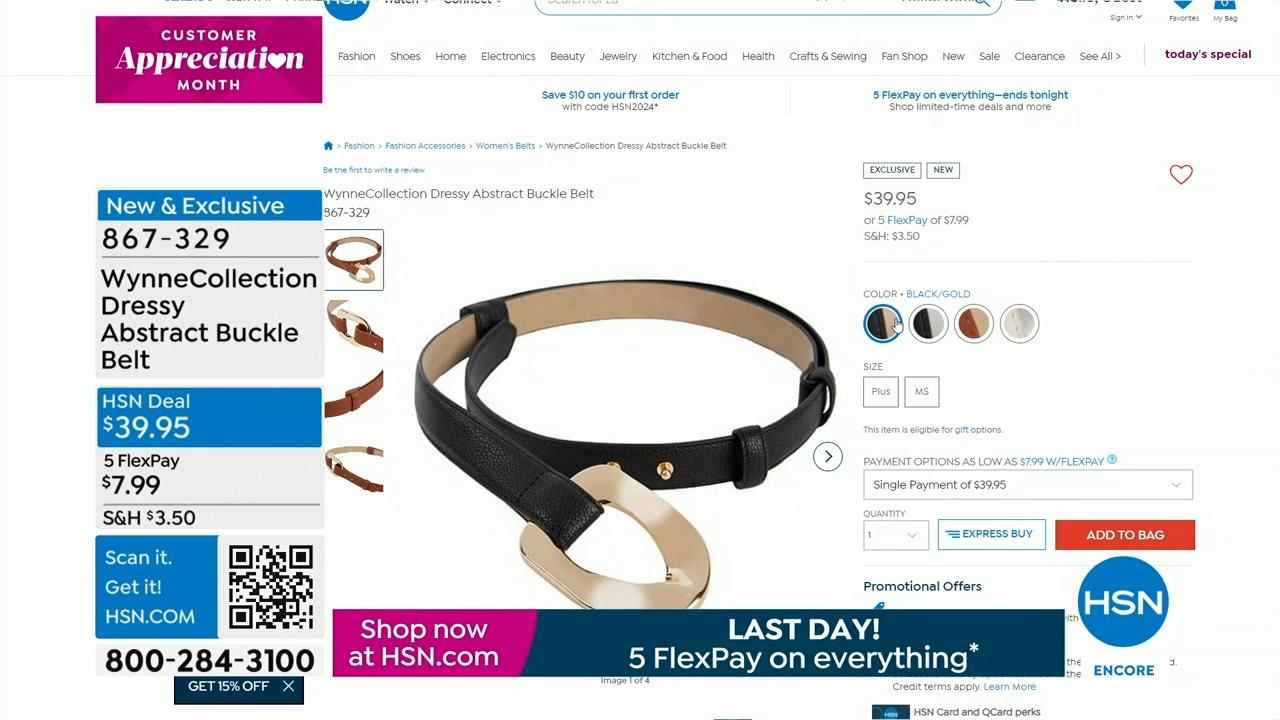 HSN
CUSTOMER
Appreciation
MONTH
Sign in
Favorites
My Bag
Fashion
Shoes
Home
Electronics
Beauty
Jewelry
Kitchen & Food
Health
Crafts & Sewing
Fan Shop
New
Sale
Clearance
See All >
today's special
Save $10 on your first order
with code HSN2024*
5 FlexPay on everything—ends tonight
Shop limited-time deals and more
> Fashion > Fashion Accessories > Women's Belts > WynneCollection Dressy Abstract Buckle Belt
Be the first to write a review
WynneCollection Dressy Abstract Buckle Belt
867-329
EXCLUSIVE
NEW
$39.95
or 5 FlexPay of $7.99
S&H: $3.50
COLOR • BLACK/GOLD
SIZE
Plus
MS
This item is eligible for gift options.
PAYMENT OPTIONS AS LOW AS $7.99 W/FLEXPAY ?
Single Payment of $39.95
QUANTITY
1
EXPRESS BUY
ADD TO BAG
Promotional Offers
Credit terms apply. Learn More
HSN Card and QCard perks
Image 1 of 4
New & Exclusive
867-329
WynneCollection
Dressy
Abstract Buckle
Belt
HSN Deal
$39.95
5 FlexPay
$7.99
S&H $3.50
Scan it.
Get it!
HSN.COM
800-284-3100
GET 15% OFF
Shop now
at HSN.com
LAST DAY!
5 FlexPay on everything*
HSN
ENCORE